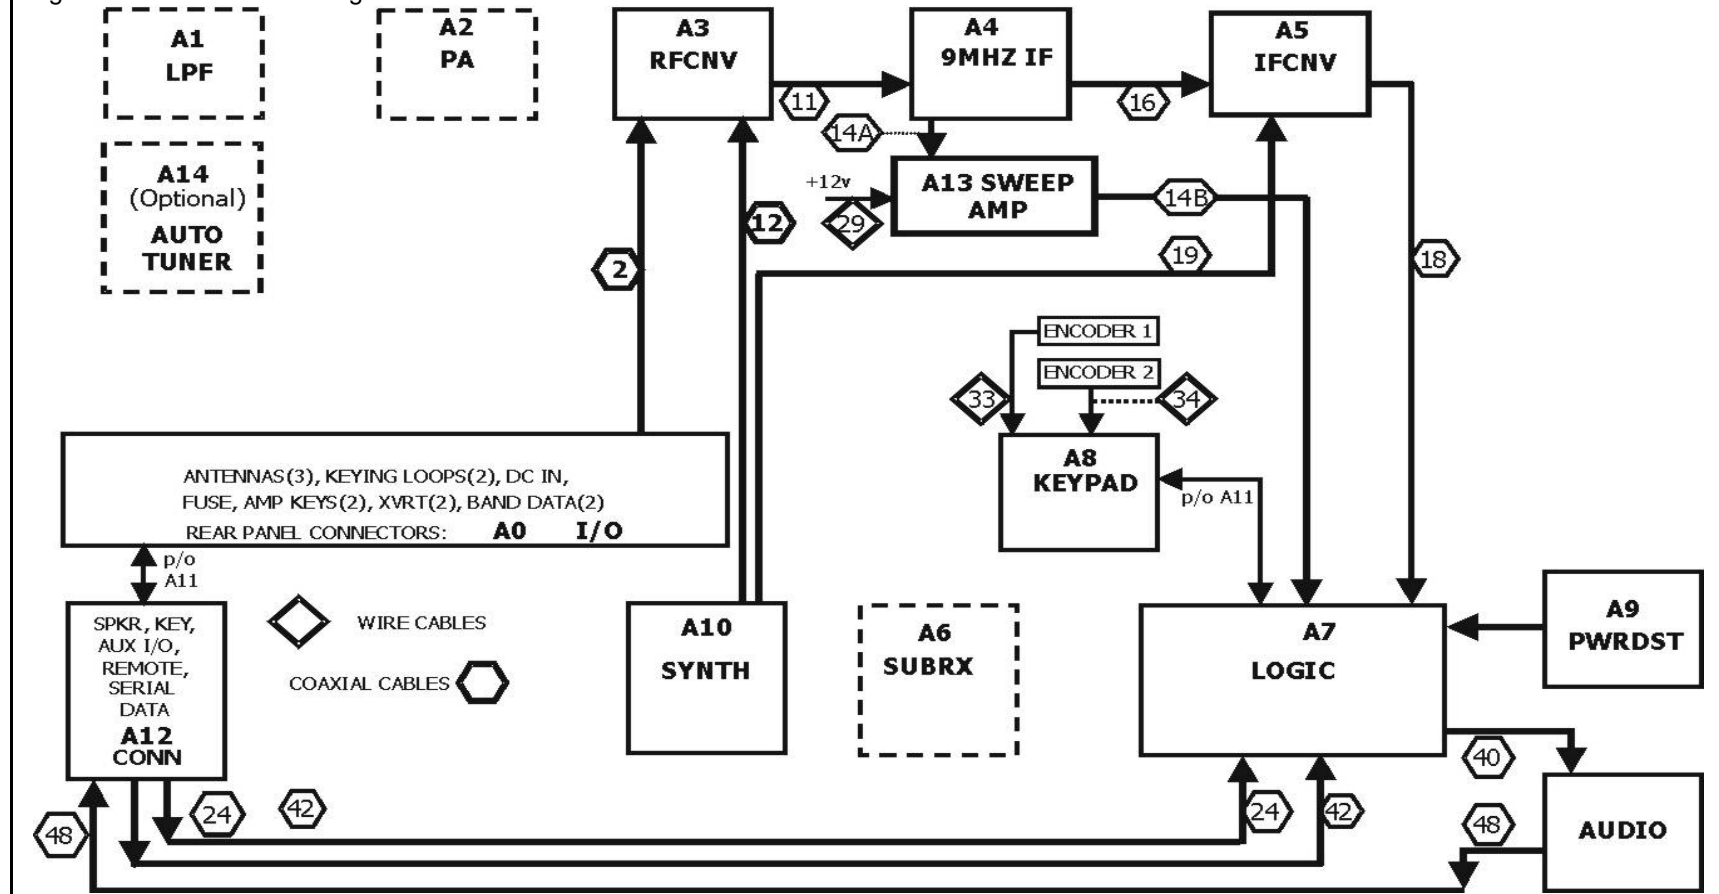 A1
LPF
A2
PA
A3
RFCNV
A4
9MHZ IF
A5
IFCNV
11
16
14A
A14
(Optional)
AUTO
TUNER
+12v
29
A13 SWEEP
AMP
14B
12
2
19
18
ENCODER 1
ENCODER 2
33
34
A8
KEYPAD
p/o A11
ANTENNAS(3), KEYING LOOPS(2), DC IN,
FUSE, AMP KEYS(2), XVRT(2), BAND DATA(2)
REAR PANEL CONNECTORS: A0 I/O
p/o
A11
SPKR, KEY,
AUX I/O,
REMOTE,
SERIAL
DATA
A12
CONN
WIRE CABLES
COAXIAL CABLES
A10
SYNTH
A6
SUBRX
A7
LOGIC
A9
PWRDST
40
48
24
42
24
42
48
AUDIO